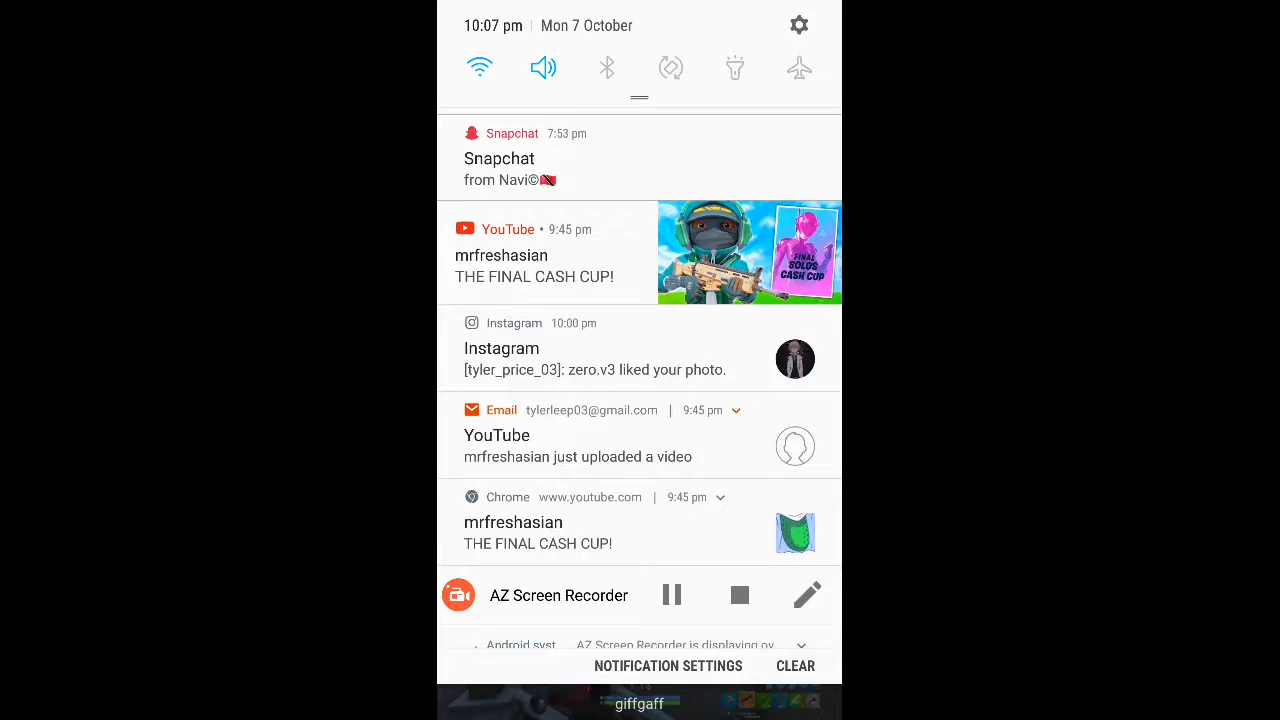 10:07 pm | Mon 7 October
Snapchat 7:53 pm
Snapchat
from Navi©🇹🇹
YouTube • 9:45 pm
mrfreshasian
THE FINAL CASH CUP!
FINAL
SOLOS
CASH CUP
Instagram 10:00 pm
Instagram
[tyler_price_03]: zero.v3 liked your photo.
Email tylerleep03@gmail.com | 9:45 pm
YouTube
mrfreshasian just uploaded a video
Chrome www.youtube.com | 9:45 pm
mrfreshasian
THE FINAL CASH CUP!
AZ Screen Recorder
Android syst AZ Screen Recorder is displaying ov
NOTIFICATION SETTINGS CLEAR
giffgaff